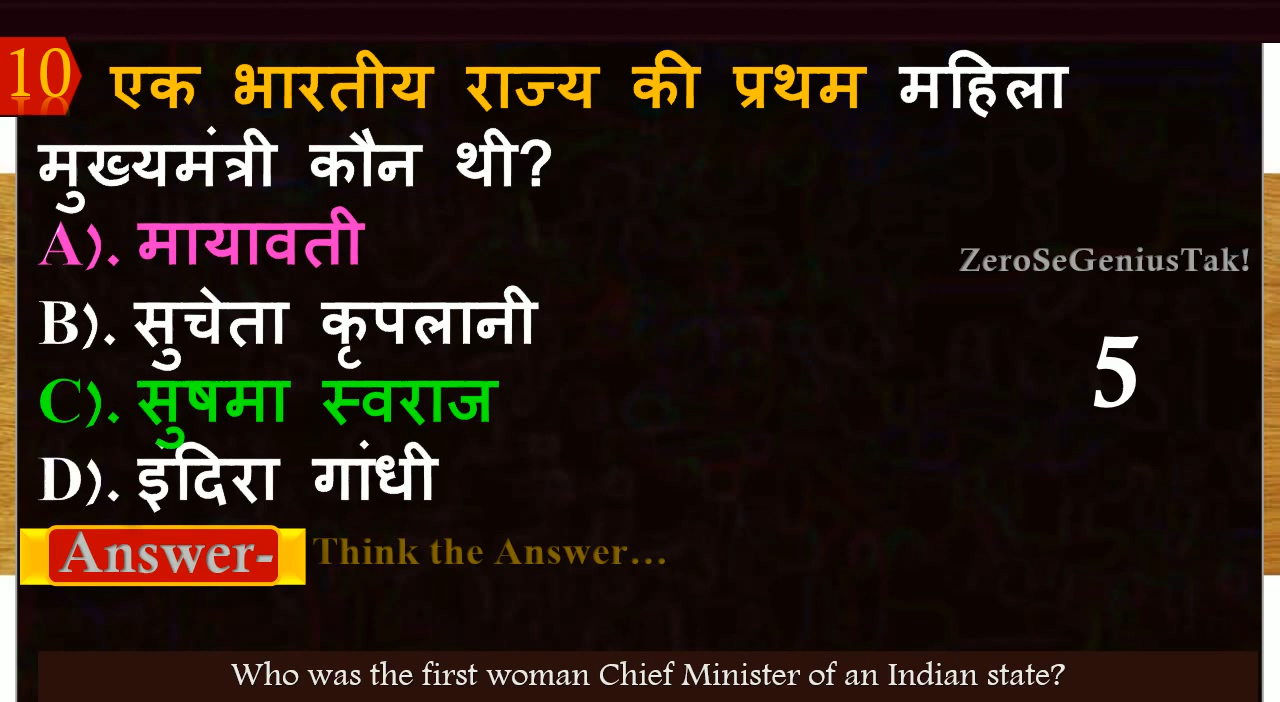 10 एक भारतीय राज्य की प्रथम महिला
मुख्यमंत्री कौन थी?
A). मायावती
ZeroSeGeniusTak!
B). सुचेता कृपलानी
5
C). सुषमा स्वराज
D). इंदिरा गांधी
Answer- Think the Answer...
Who was the first woman Chief Minister of an Indian state?